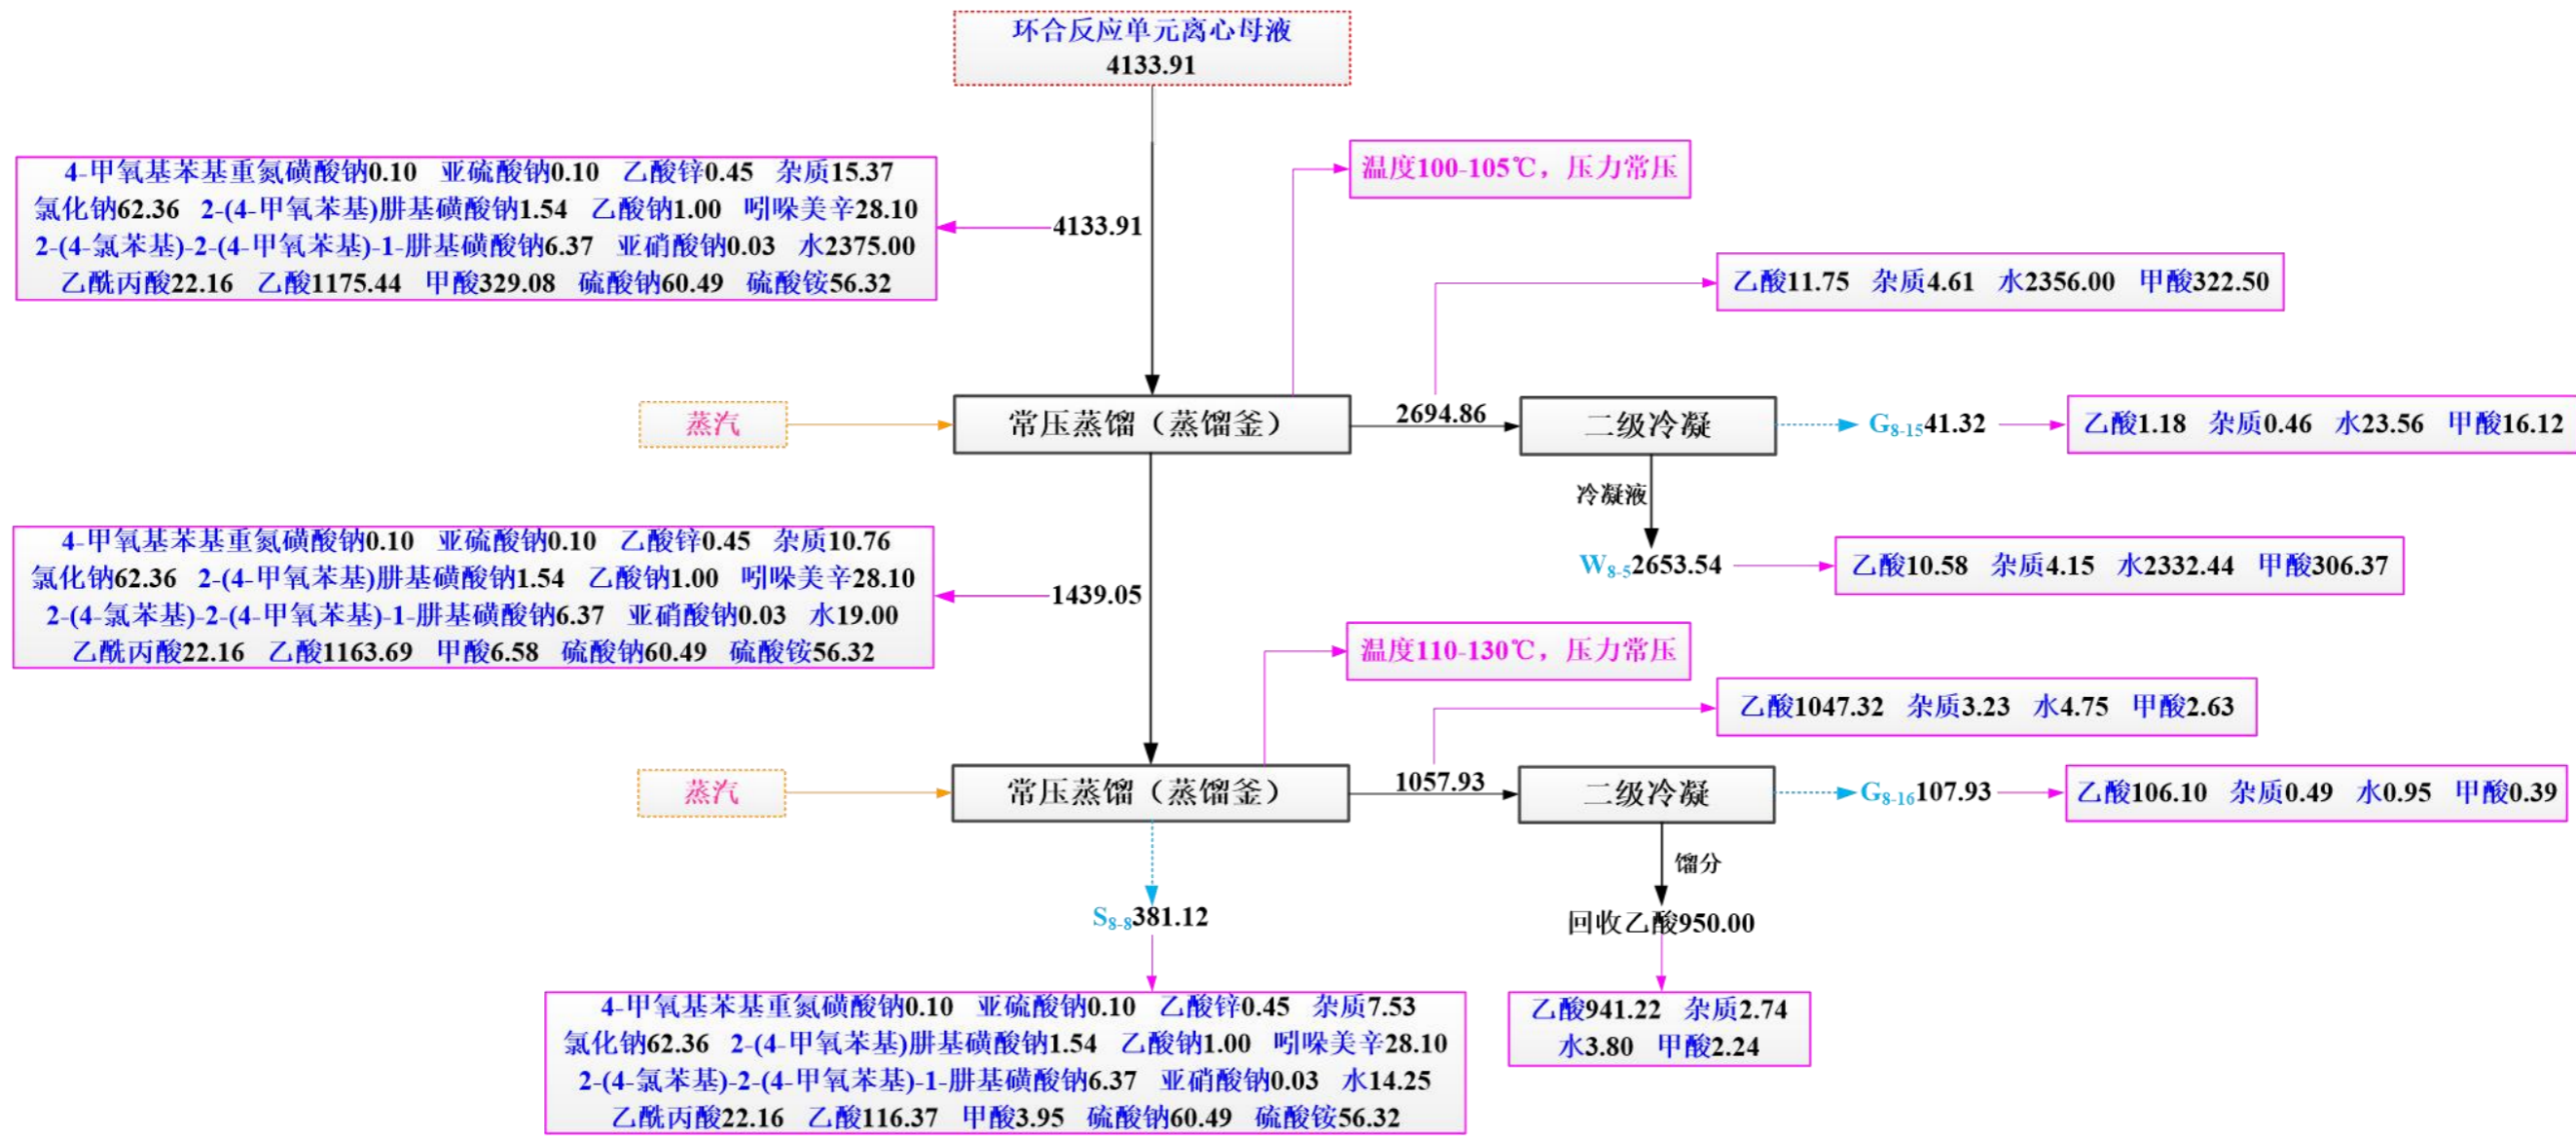 环合反应单元离心母液
4133.91
4-甲氧基苯基重氮磺酸钠0.10 亚硫酸钠0.10 乙酸锌0.45 杂质15.37
氯化钠62.36 2-(4-甲氧苯基)肼基磺酸钠1.54 乙酸钠1.00 吲哚美辛28.10
2-(4-氯苯基)-2-(4-甲氧苯基)-1-肼基磺酸钠6.37 亚硝酸钠0.03 水2375.00
乙酰丙酸22.16 乙酸1175.44 甲酸329.08 硫酸钠60.49 硫酸铵56.32
4133.91
温度100-105℃，压力常压
乙酸11.75 杂质4.61 水2356.00 甲酸322.50
蒸汽
常压蒸馏（蒸馏釜）
2694.86
二级冷凝
G8-15 41.32
乙酸1.18 杂质0.46 水23.56 甲酸16.12
冷凝液
W8-5 2653.54
乙酸10.58 杂质4.15 水2332.44 甲酸306.37
4-甲氧基苯基重氮磺酸钠0.10 亚硫酸钠0.10 乙酸锌0.45 杂质10.76
氯化钠62.36 2-(4-甲氧苯基)肼基磺酸钠1.54 乙酸钠1.00 吲哚美辛28.10
2-(4-氯苯基)-2-(4-甲氧苯基)-1-肼基磺酸钠6.37 亚硝酸钠0.03 水19.00
乙酰丙酸22.16 乙酸1163.69 甲酸6.58 硫酸钠60.49 硫酸铵56.32
1439.05
温度110-130℃，压力常压
乙酸1047.32 杂质3.23 水4.75 甲酸2.63
蒸汽
常压蒸馏（蒸馏釜）
1057.93
二级冷凝
G8-16 107.93
乙酸106.10 杂质0.49 水0.95 甲酸0.39
馏分
回收乙酸950.00
乙酸941.22 杂质2.74
水3.80 甲酸2.24
S8-8 381.12
4-甲氧基苯基重氮磺酸钠0.10 亚硫酸钠0.10 乙酸锌0.45 杂质7.53
氯化钠62.36 2-(4-甲氧苯基)肼基磺酸钠1.54 乙酸钠1.00 吲哚美辛28.10
2-(4-氯苯基)-2-(4-甲氧苯基)-1-肼基磺酸钠6.37 亚硝酸钠0.03 水14.25
乙酰丙酸22.16 乙酸116.37 甲酸3.95 硫酸钠60.49 硫酸铵56.32